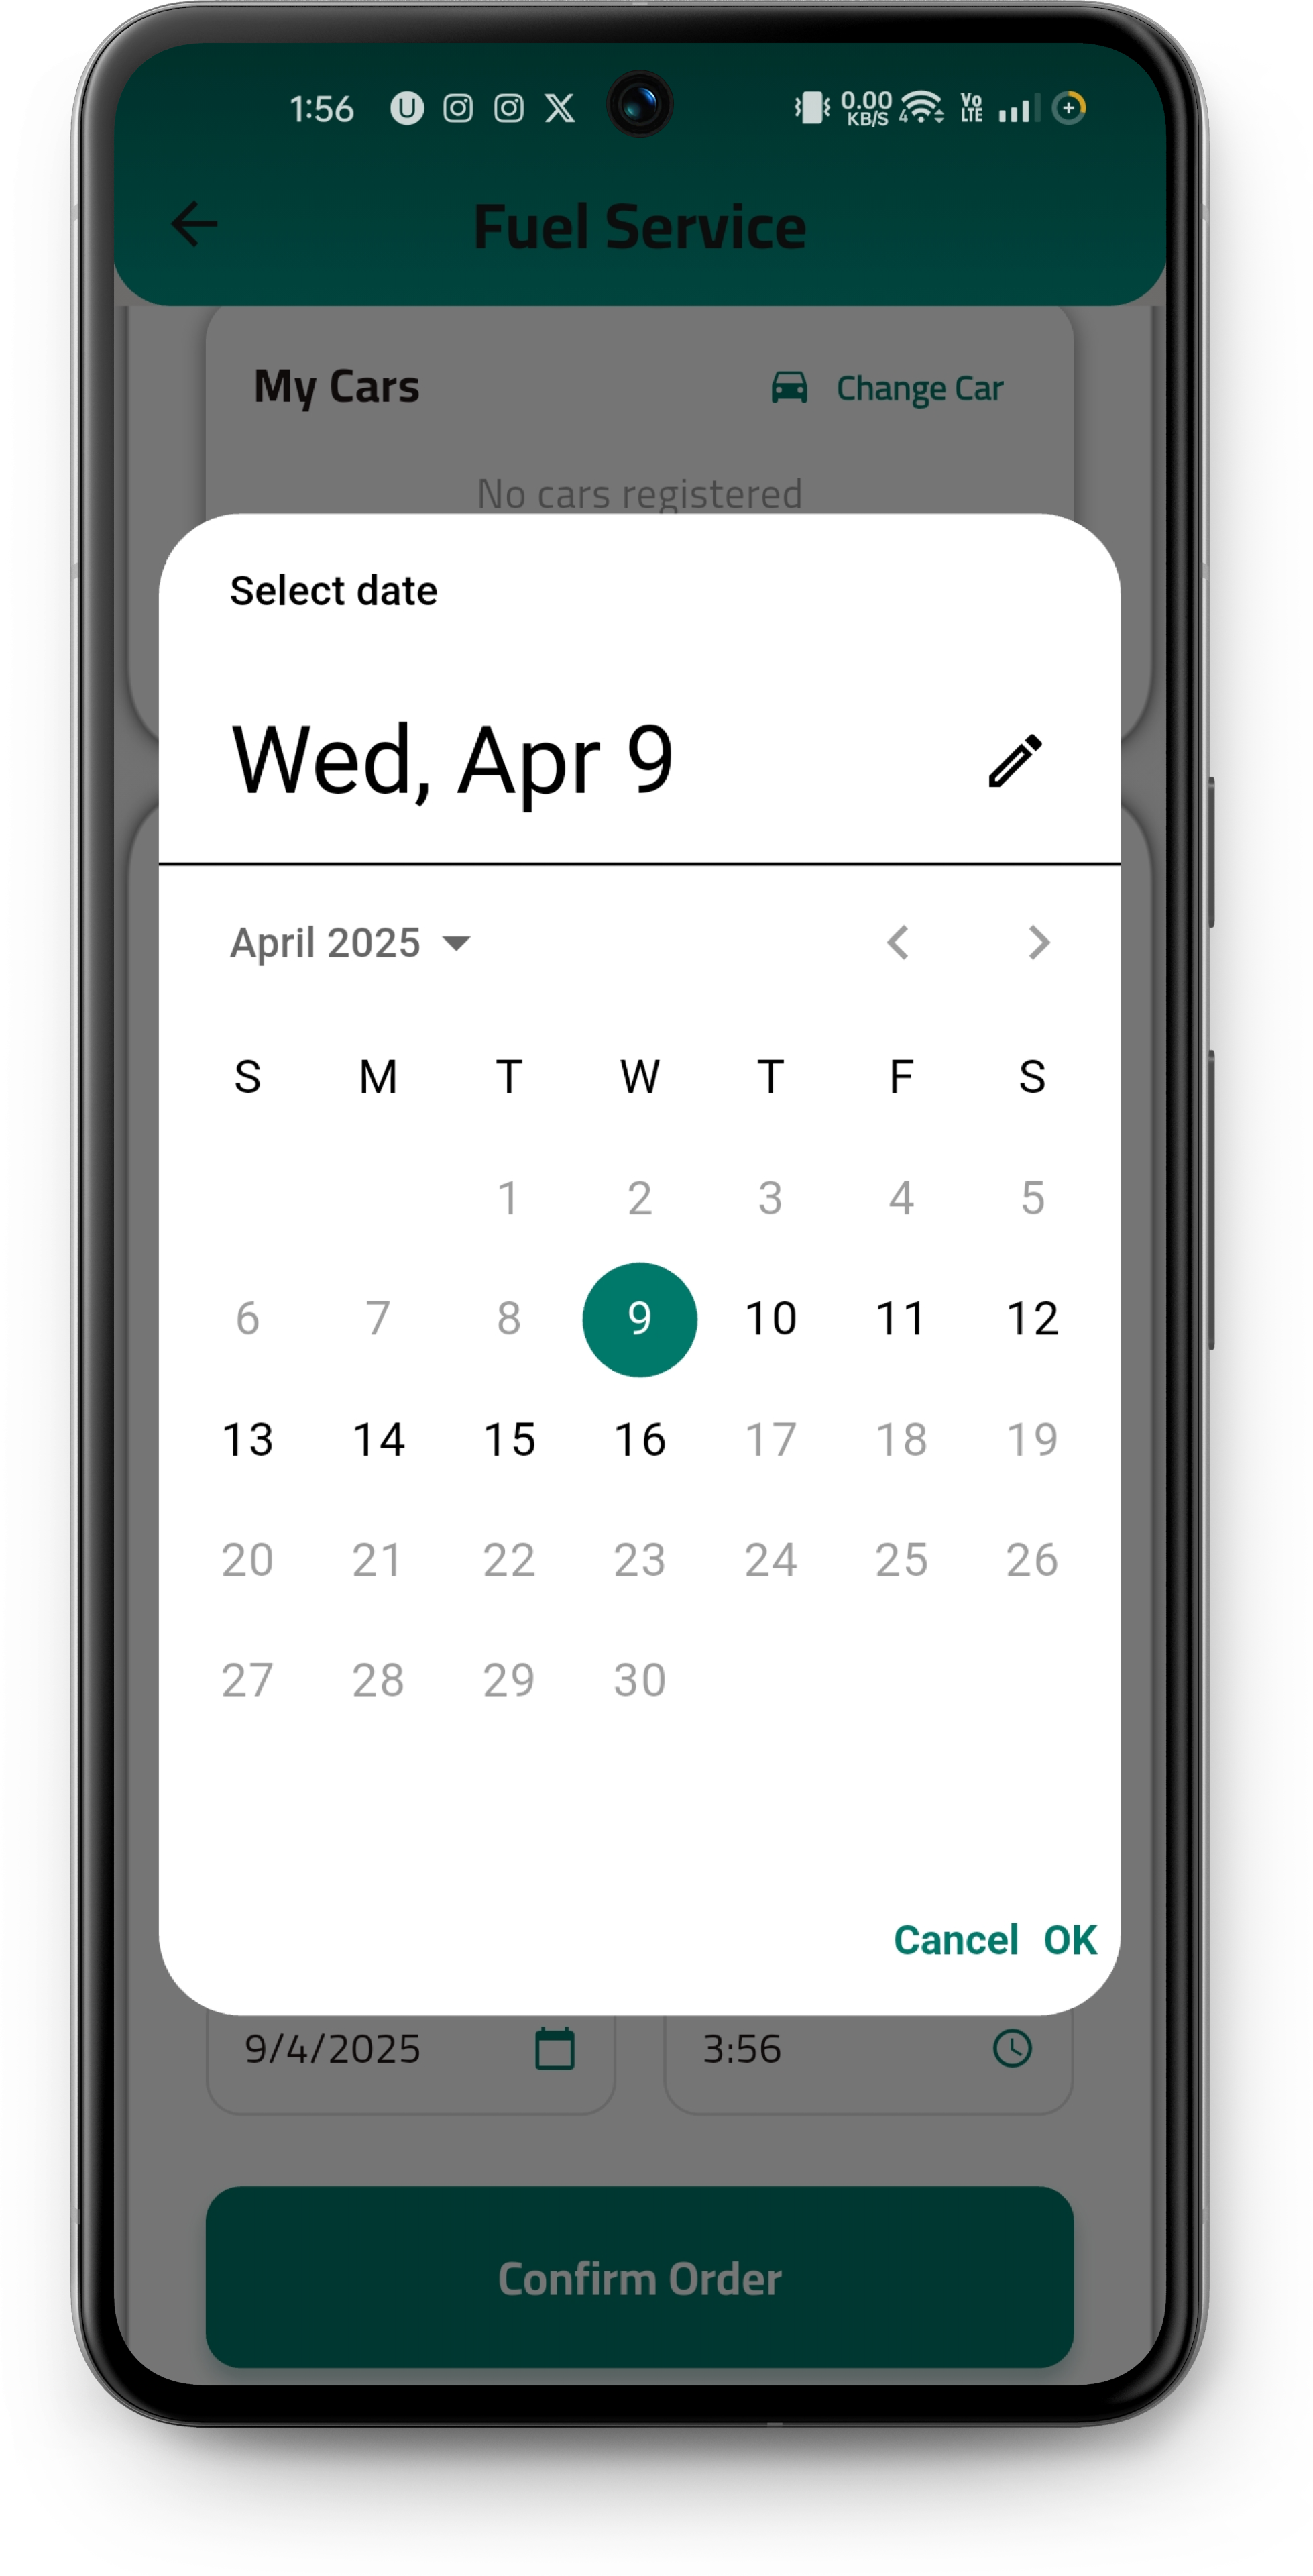 1:56 U 0.00 KB/S 4 Vo LTE
Fuel Service
My Cars Change Car
No cars registered
Select date
Wed, Apr 9
April 2025
S M T W T F S
1 2 3 4 5
6 7 8 9 10 11 12
13 14 15 16 17 18 19
20 21 22 23 24 25 26
27 28 29 30
Cancel OK
9/4/2025 3:56
Confirm Order